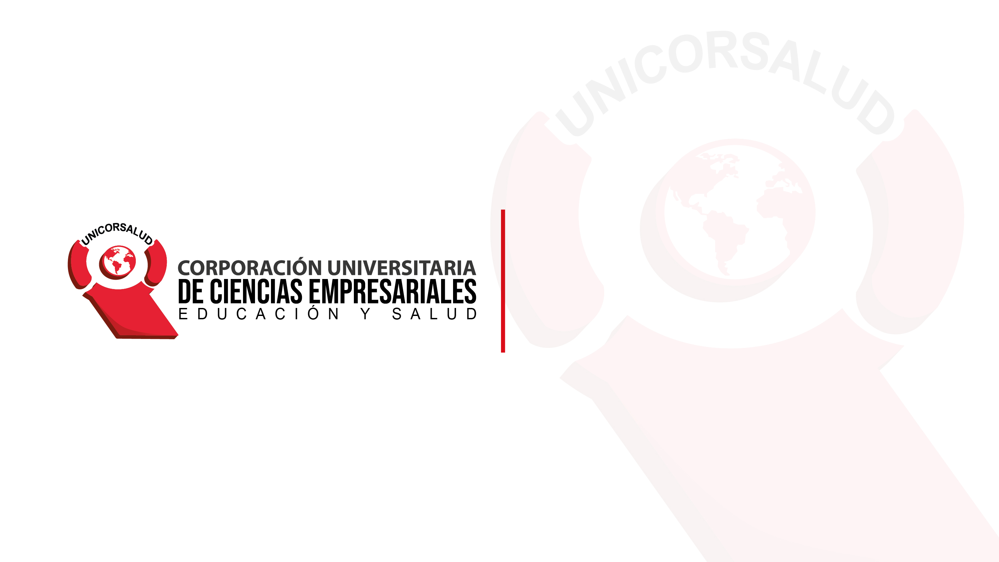 UNICORSALUD
CORPORACIÓN UNIVERSITARIA
DE CIENCIAS EMPRESARIALES
EDUCACIÓN Y SALUD
UNICORSALUD